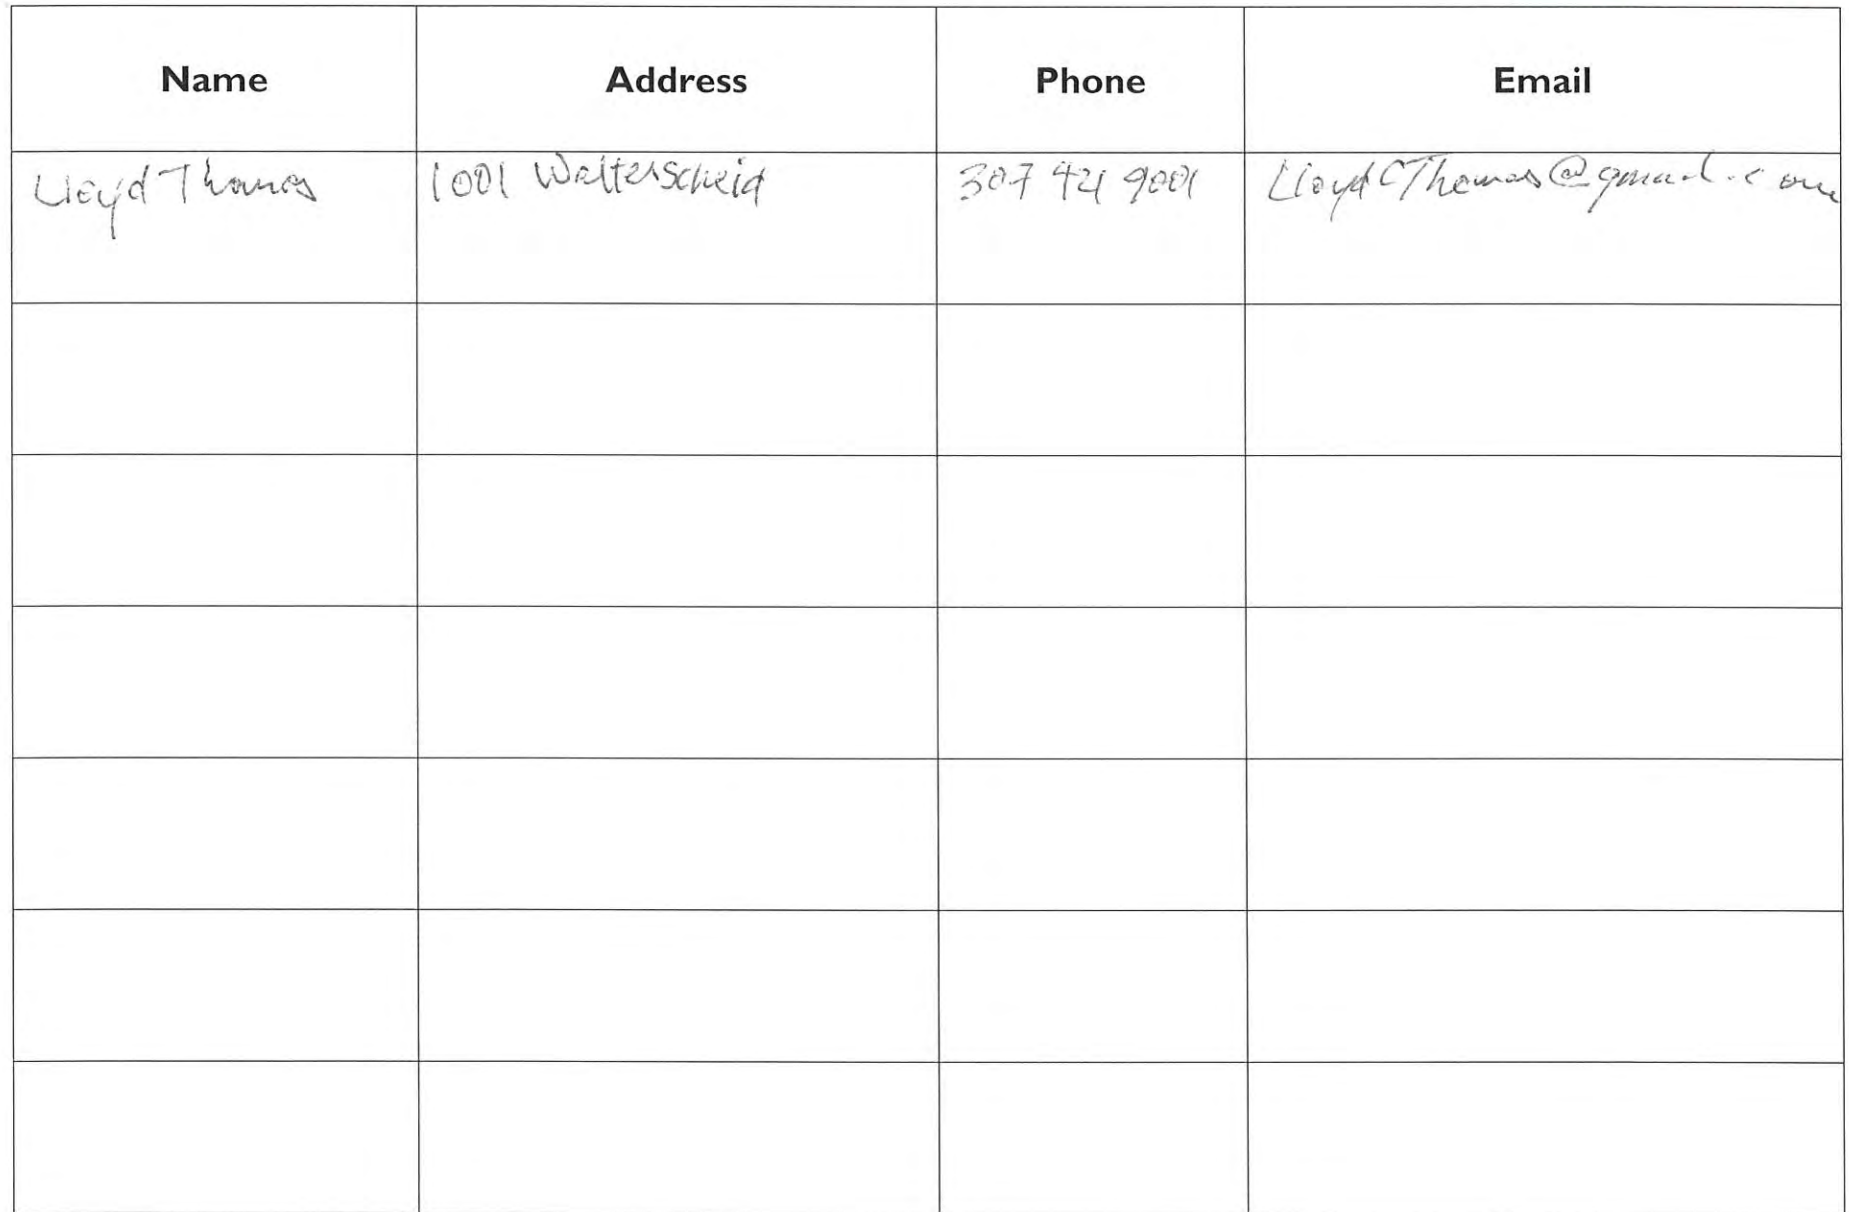 Name Address Phone Email
Lloyd Thomas 1001 Walterscheid 307 421 9001 LloydCThomas@gmail.com